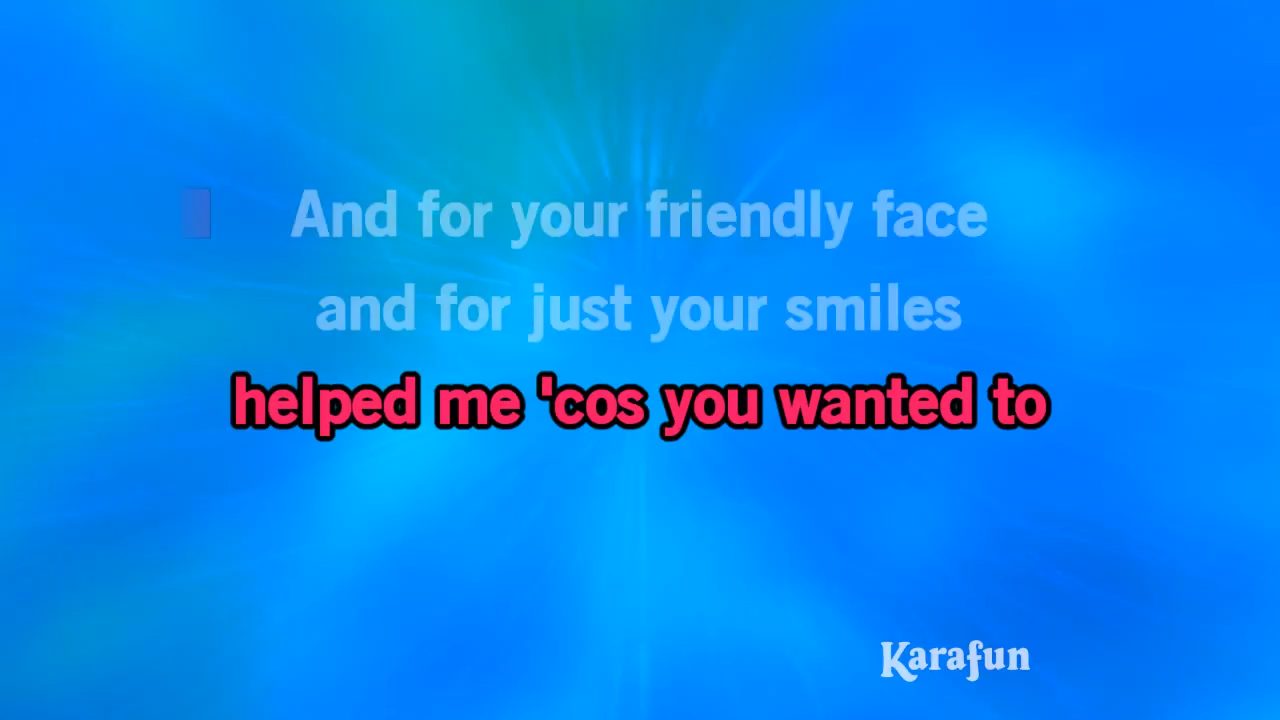 And for your friendly face
and for just your smiles
helped me 'cos you wanted to
Karafun